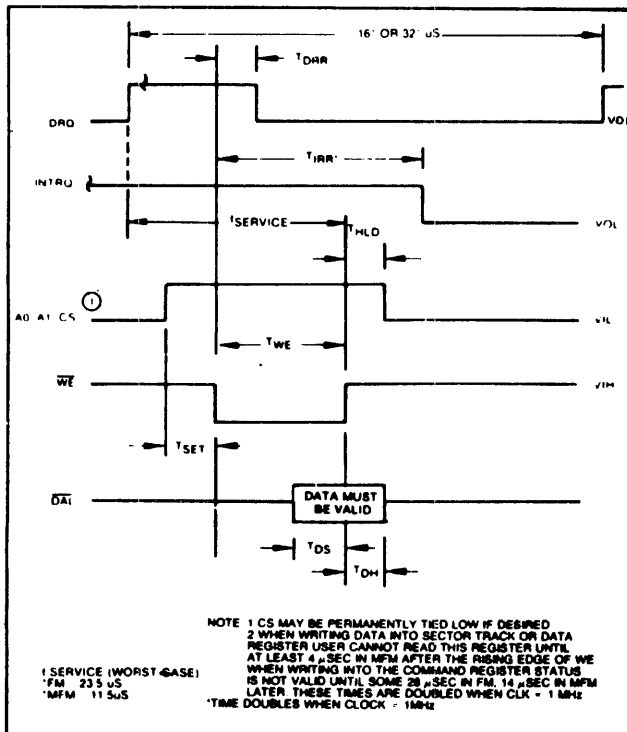 16* OR 32* uS
TDRR
DRQ
VOH
TIRR*
INTRQ
tSERVICE
THLD
VOL
1
A0 A1 CS
VIL
TWE
WE
VIH
TSET
DAL
DATA MUST
BE VALID
TDS
TDH
NOTE 1 CS MAY BE PERMANENTLY TIED LOW IF DESIRED
2 WHEN WRITING DATA INTO SECTOR TRACK OR DATA
REGISTER USER CANNOT READ THIS REGISTER UNTIL
AT LEAST 4 µSEC IN MFM AFTER THE RISING EDGE OF WE
WHEN WRITING INTO THE COMMAND REGISTER STATUS
IS NOT VALID UNTIL SOME 28 µSEC IN FM, 14 µSEC IN MFM
LATER. THESE TIMES ARE DOUBLED WHEN CLK = 1 MHz
*TIME DOUBLES WHEN CLOCK = 1MHz
t SERVICE (WORST-CASE)
*FM 23.5 uS
*MFM 11.5uS